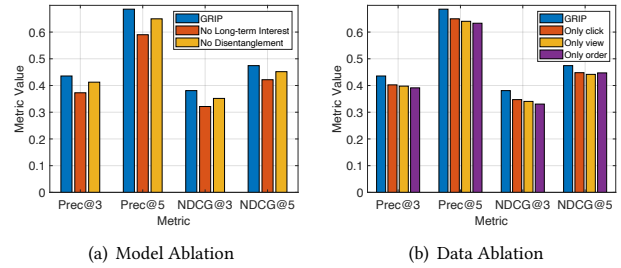 GRIP
No Long-term Interest
No Disentanglement
Metric Value
0.6
0.5
0.4
0.3
0.2
0.1
0
Prec@3 Prec@5 NDCG@3 NDCG@5
Metric
(a) Model Ablation
GRIP
Only click
Only view
Only order
Metric Value
0.6
0.5
0.4
0.3
0.2
0.1
0
Prec@3 Prec@5 NDCG@3 NDCG@5
Metric
(b) Data Ablation